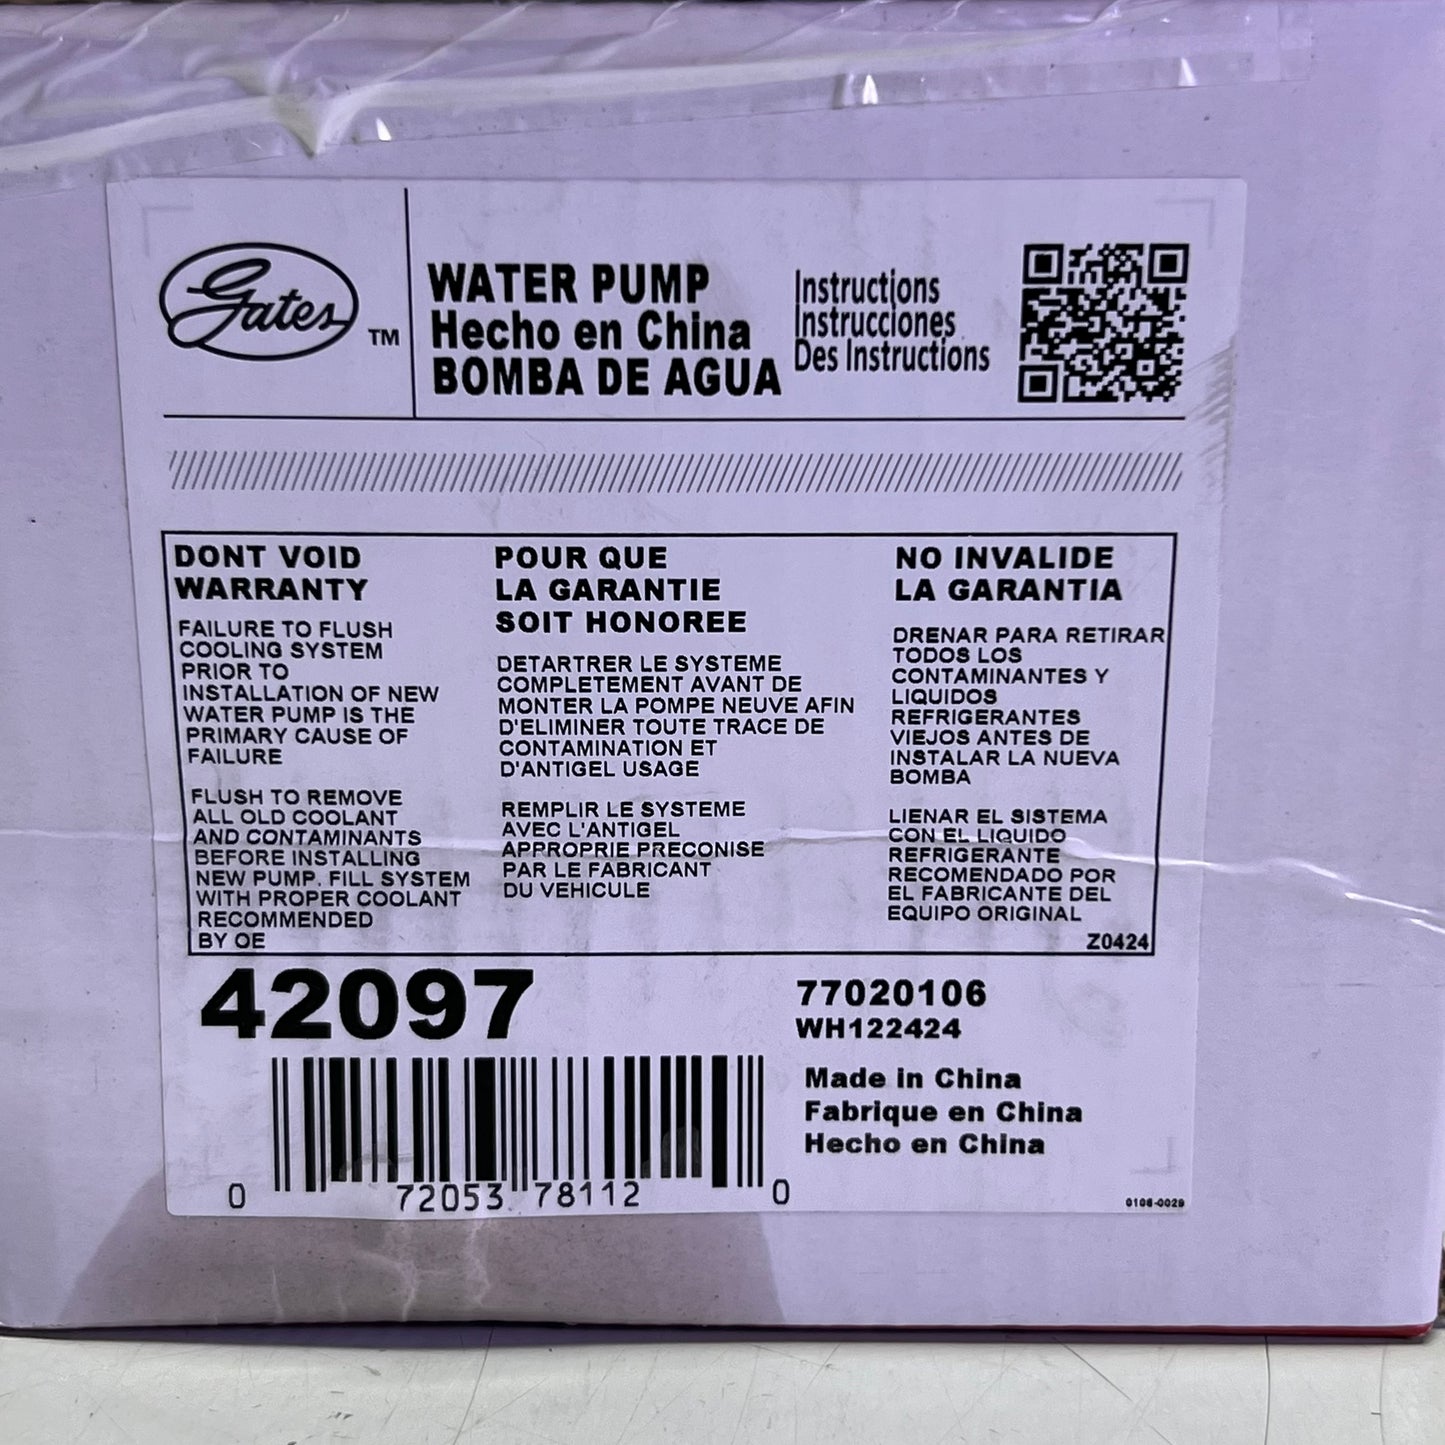 Gates ™
WATER PUMP
Hecho en China
BOMBA DE AGUA
Instructions
Instrucciones
Des Instructions
DONT VOID
WARRANTY
FAILURE TO FLUSH
COOLING SYSTEM
PRIOR TO
INSTALLATION OF NEW
WATER PUMP IS THE
PRIMARY CAUSE OF
FAILURE
FLUSH TO REMOVE
ALL OLD COOLANT
AND CONTAMINANTS
BEFORE INSTALLING
NEW PUMP. FILL SYSTEM
WITH PROPER COOLANT
RECOMMENDED
BY OE
POUR QUE
LA GARANTIE
SOIT HONOREE
DETARTRER LE SYSTEME
COMPLETEMENT AVANT DE
MONTER LA POMPE NEUVE AFIN
D'ELIMINER TOUTE TRACE DE
CONTAMINATION ET
D'ANTIGEL USAGE
REMPLIR LE SYSTEME
AVEC L'ANTIGEL
APPROPRIE PRECONISE
PAR LE FABRICANT
DU VEHICULE
NO INVALIDE
LA GARANTIA
DRENAR PARA RETIRAR
TODOS LOS
CONTAMINANTES Y
LIQUIDOS
REFRIGERANTES
VIEJOS ANTES DE
INSTALAR LA NUEVA
BOMBA
LIENAR EL SISTEMA
CON EL LIQUIDO
REFRIGERANTE
RECOMENDADO POR
EL FABRICANTE DEL
EQUIPO ORIGINAL
Z0424
42097
77020106
WH122424
Made in China
Fabrique en China
Hecho en China
0 72053 78112 0
0106-0029